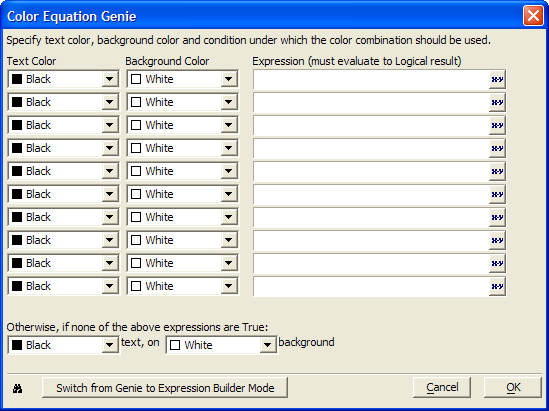 Color Equation Genie
Specify text color, background color and condition under which the color combination should be used.
Text Color Background Color Expression (must evaluate to Logical result)
Black White x-y
Black White x-y
Black White x-y
Black White x-y
Black White x-y
Black White x-y
Black White x-y
Black White x-y
Black White x-y
Black White x-y
Otherwise, if none of the above expressions are True:
Black text, on White background
Switch from Genie to Expression Builder Mode Cancel OK